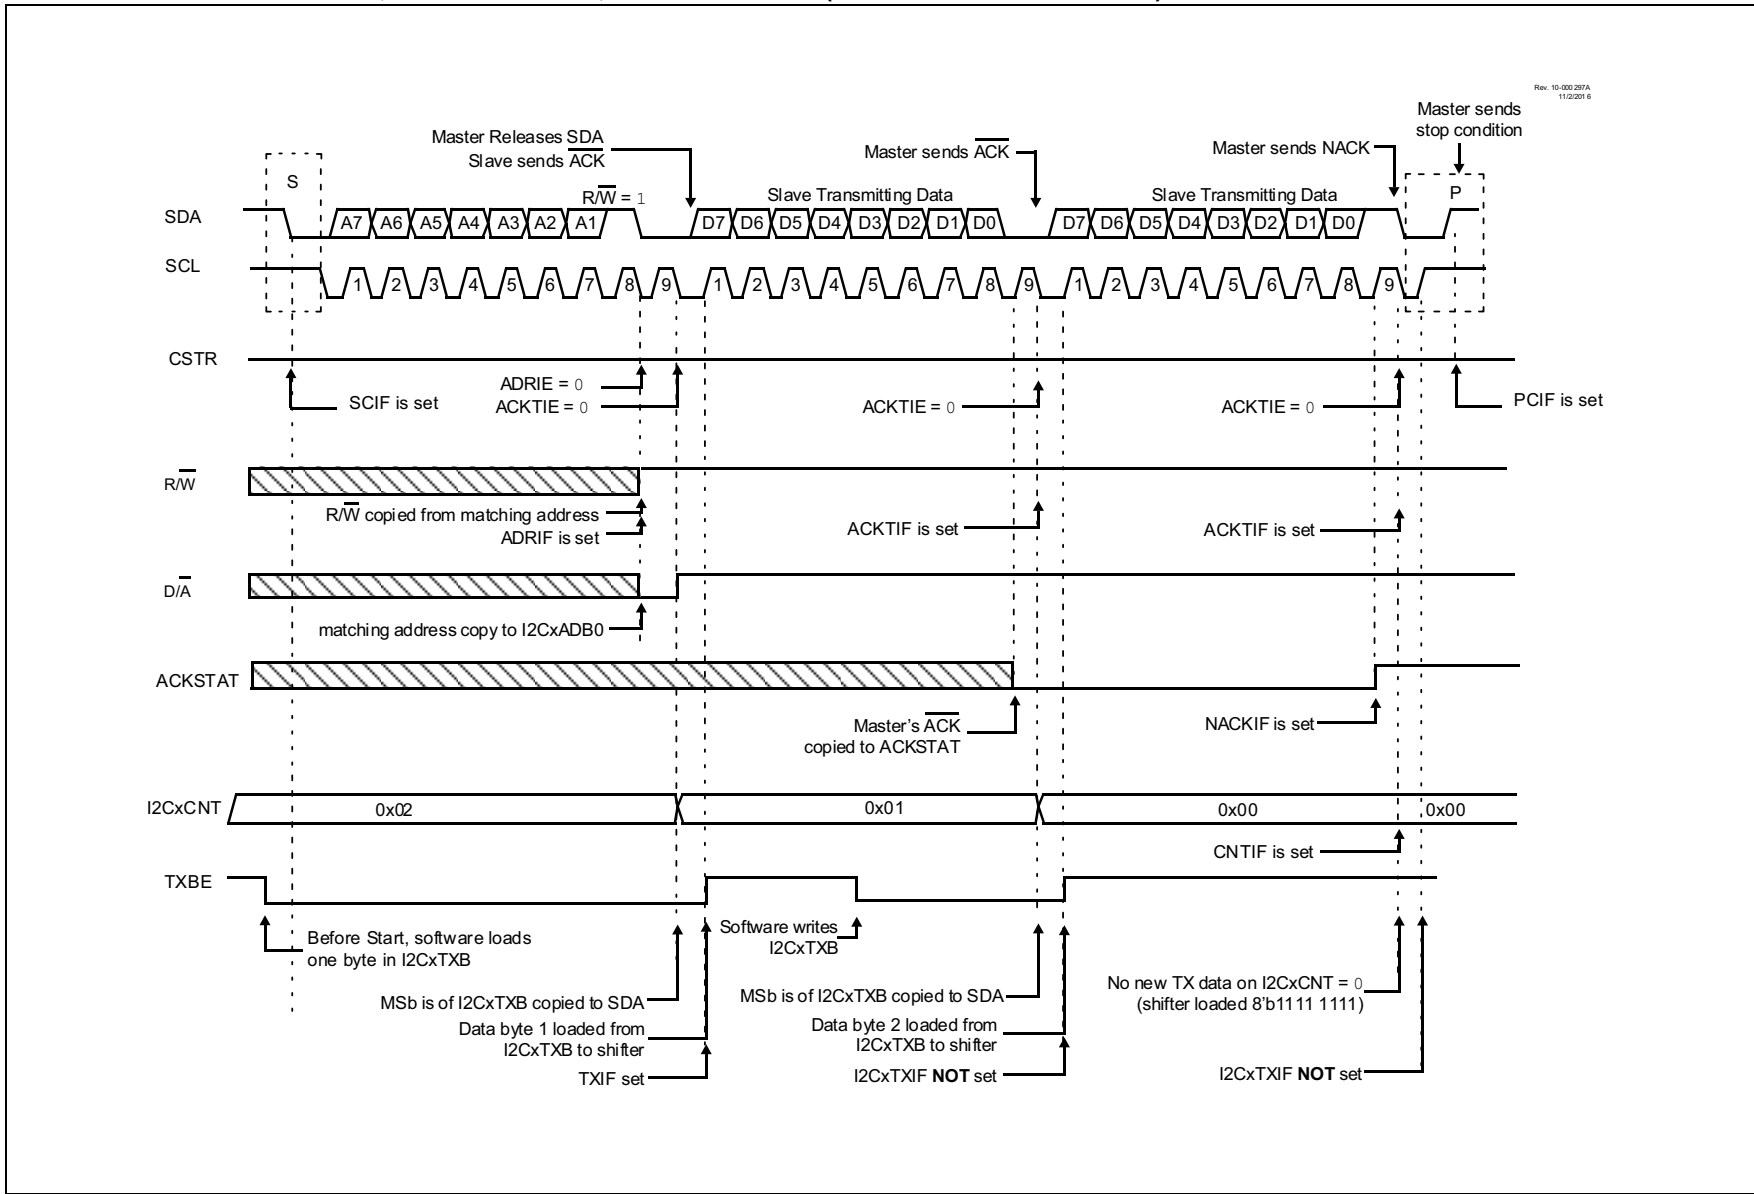 Rev. 10-000 297A
11/2/201 6
Master sends
stop condition
Master Releases SDA
Slave sends ACK
Master sends ACK
Master sends NACK
S
R/W = 1
Slave Transmitting Data
Slave Transmitting Data
P
SDA
A7 A6 A5 A4 A3 A2 A1
D7 D6 D5 D4 D3 D2 D1 D0
D7 D6 D5 D4 D3 D2 D1 D0
SCL
1 2 3 4 5 6 7 8 9
1 2 3 4 5 6 7 8 9
1 2 3 4 5 6 7 8 9
CSTR
SCIF is set
ADRIE = 0
ACKTIE = 0
ACKTIE = 0
ACKTIE = 0
PCIF is set
R/W
R/W copied from matching address
ADRIF is set
ACKTIF is set
ACKTIF is set
D/A
matching address copy to I2CxADB0
ACKSTAT
Master's ACK
copied to ACKSTAT
NACKIF is set
I2CxCNT
0x02
0x01
0x00
0x00
CNTIF is set
TXBE
Before Start, software loads
one byte in I2CxTXB
Software writes
I2CxTXB
MSb is of I2CxTXB copied to SDA
Data byte 1 loaded from
I2CxTXB to shifter
TXIF set
MSb is of I2CxTXB copied to SDA
Data byte 2 loaded from
I2CxTXB to shifter
I2CxTXIF NOT set
No new TX data on I2CxCNT = 0
(shifter loaded 8'b1111 1111)
I2CxTXIF NOT set